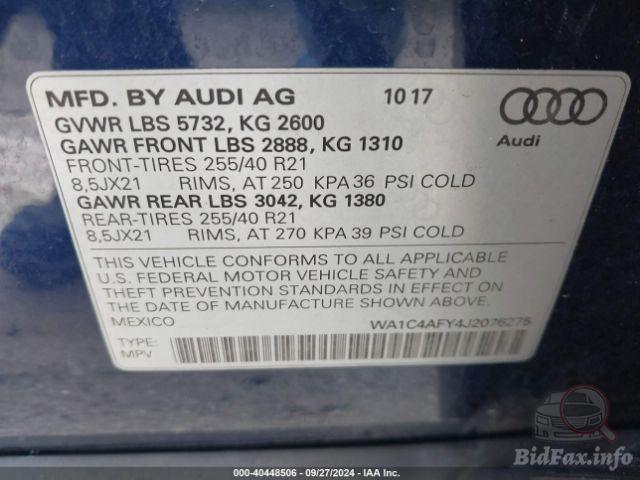 MFD. BY AUDI AG 10 17
GVWR LBS 5732, KG 2600
GAWR FRONT LBS 2888, KG 1310
FRONT-TIRES 255/40 R21
8,5JX21 RIMS, AT 250 KPA 36 PSI COLD
GAWR REAR LBS 3042, KG 1380
REAR-TIRES 255/40 R21
8,5JX21 RIMS, AT 270 KPA 39 PSI COLD
Audi
THIS VEHICLE CONFORMS TO ALL APPLICABLE
U.S. FEDERAL MOTOR VEHICLE SAFETY AND
THEFT PREVENTION STANDARDS IN EFFECT ON
THE DATE OF MANUFACTURE SHOWN ABOVE.
MEXICO WA1C4AFY4J2076275
TYPE:
MPV
BidFax.info
00-40448506 - 09/27/2024 - IAA Inc.